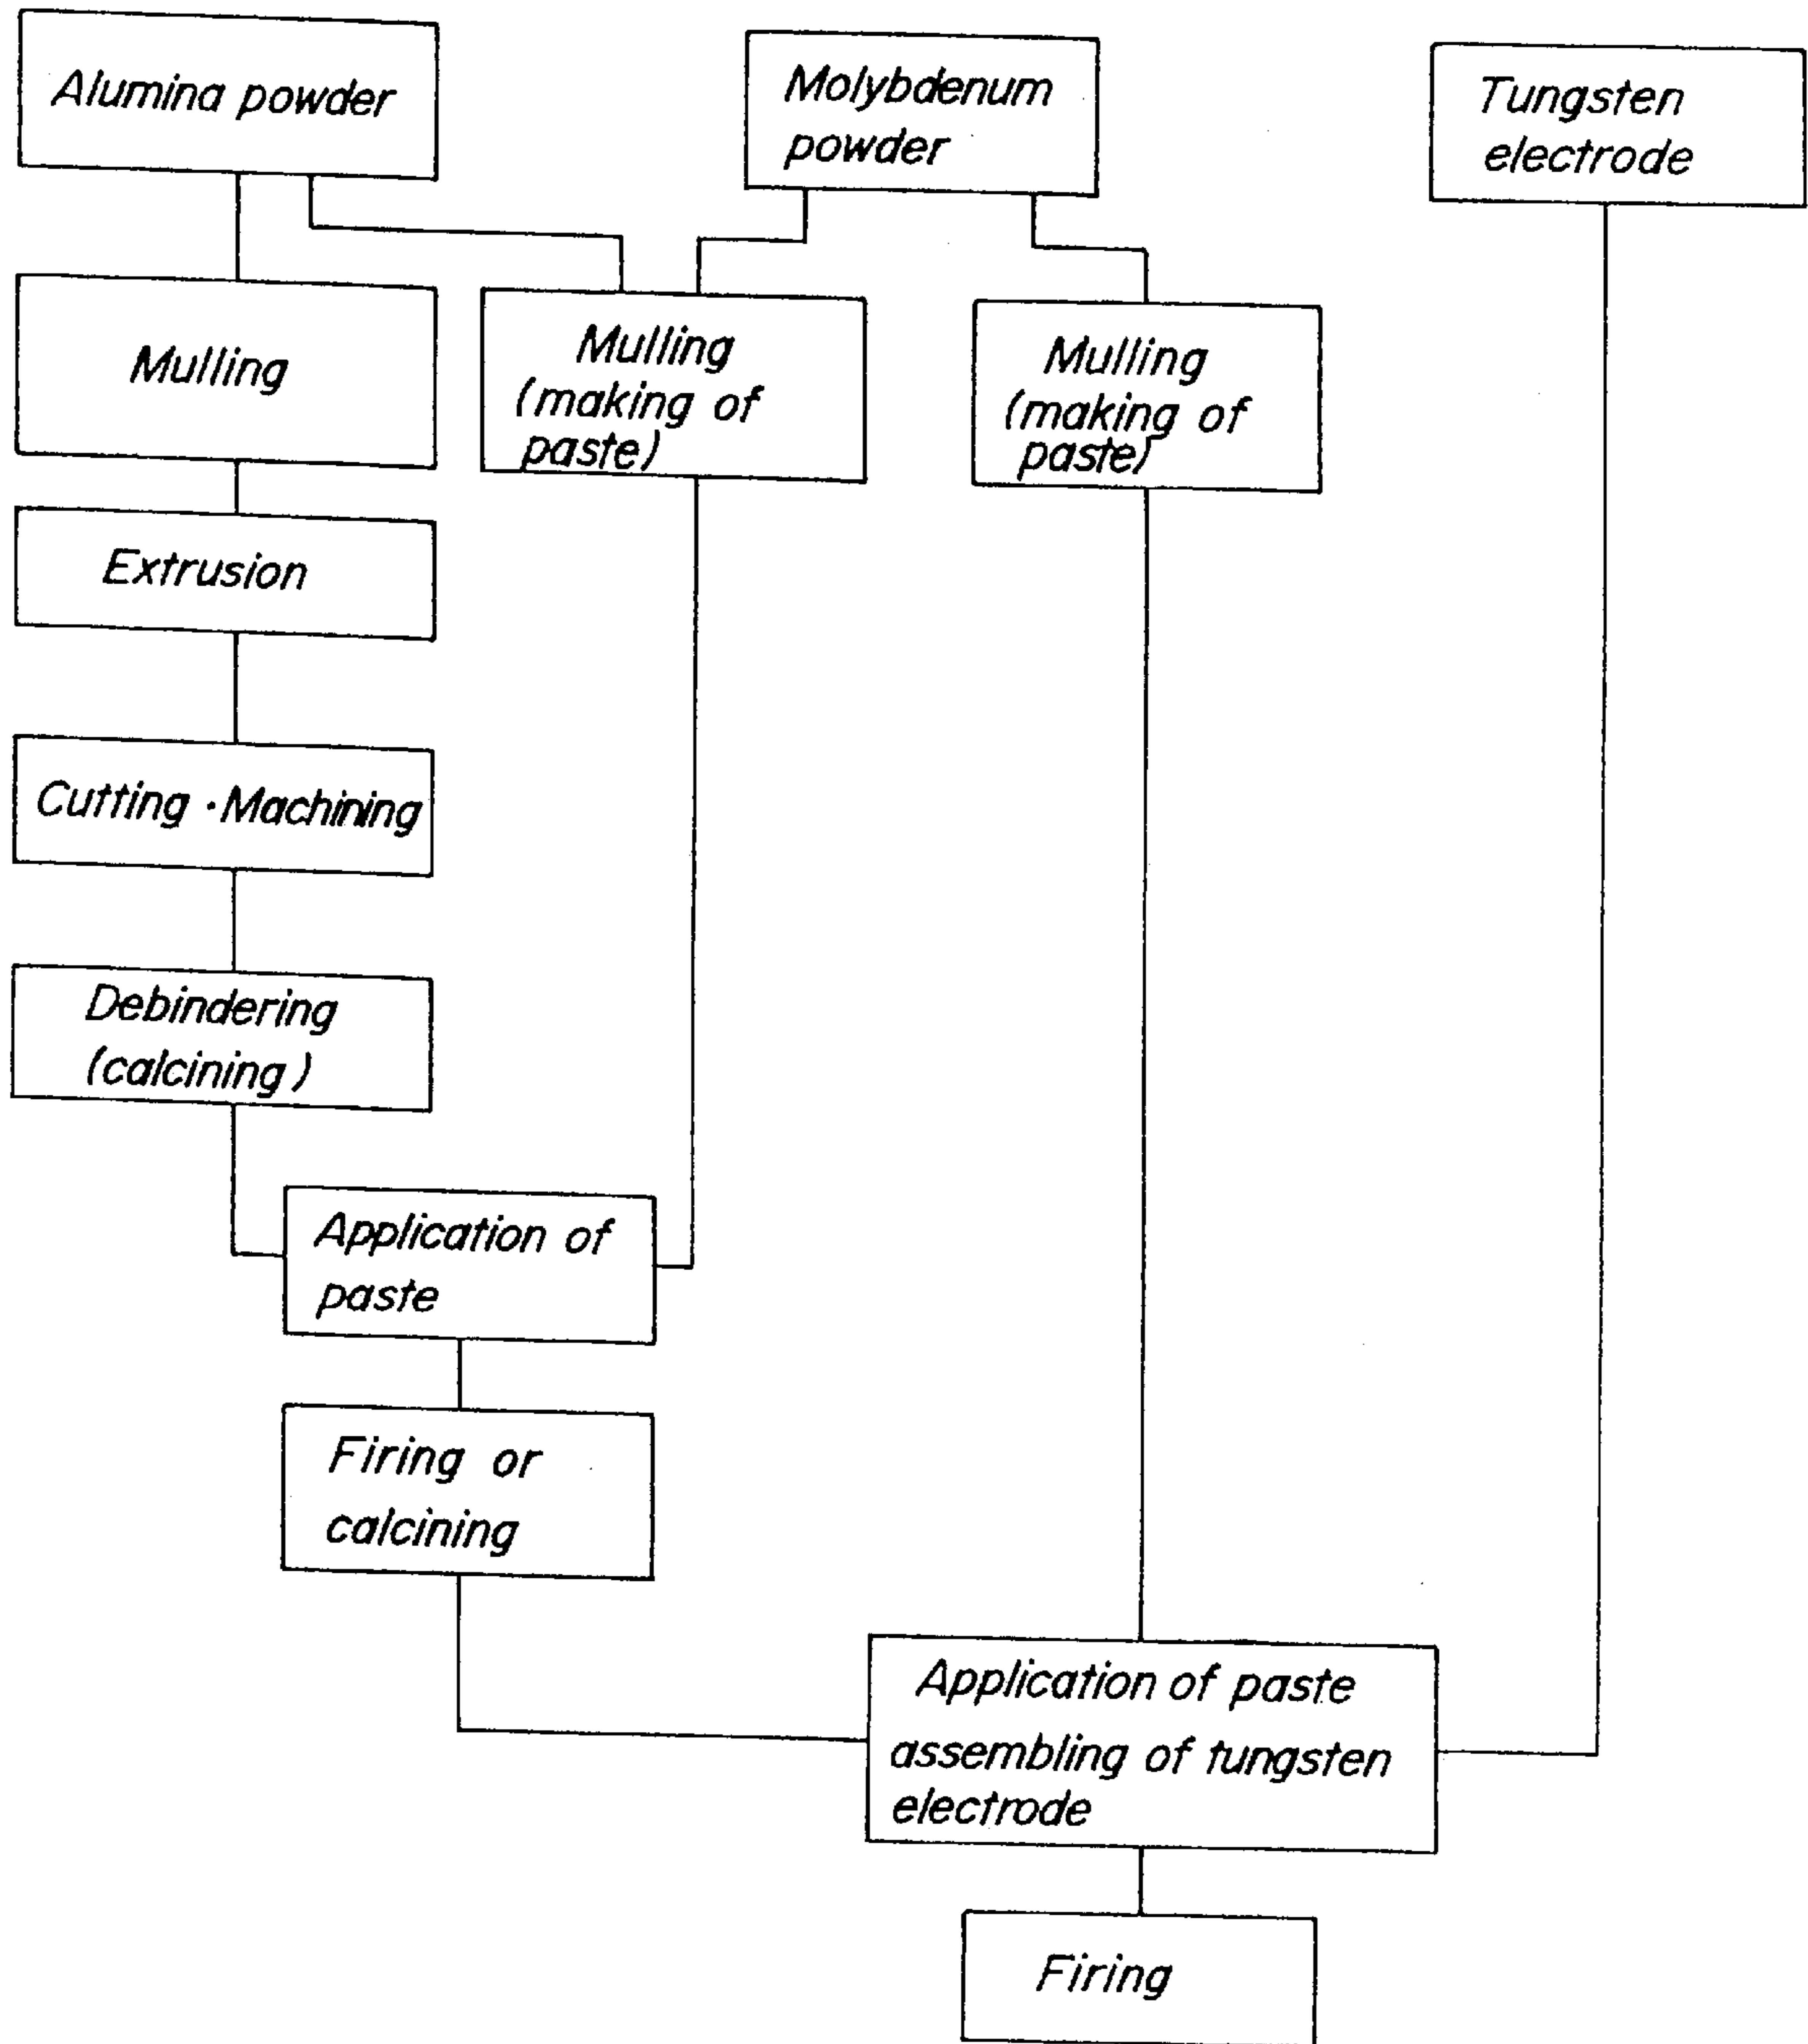 Alumina powder
Molybdenum
powder
Tungsten
electrode
Mulling
Mulling
(making of
paste)
Mulling
(making of
paste)
Extrusion
Cutting · Machining
Debindering
(calcining)
Application of
paste
Firing or
calcining
Application of paste
assembling of tungsten
electrode
Firing